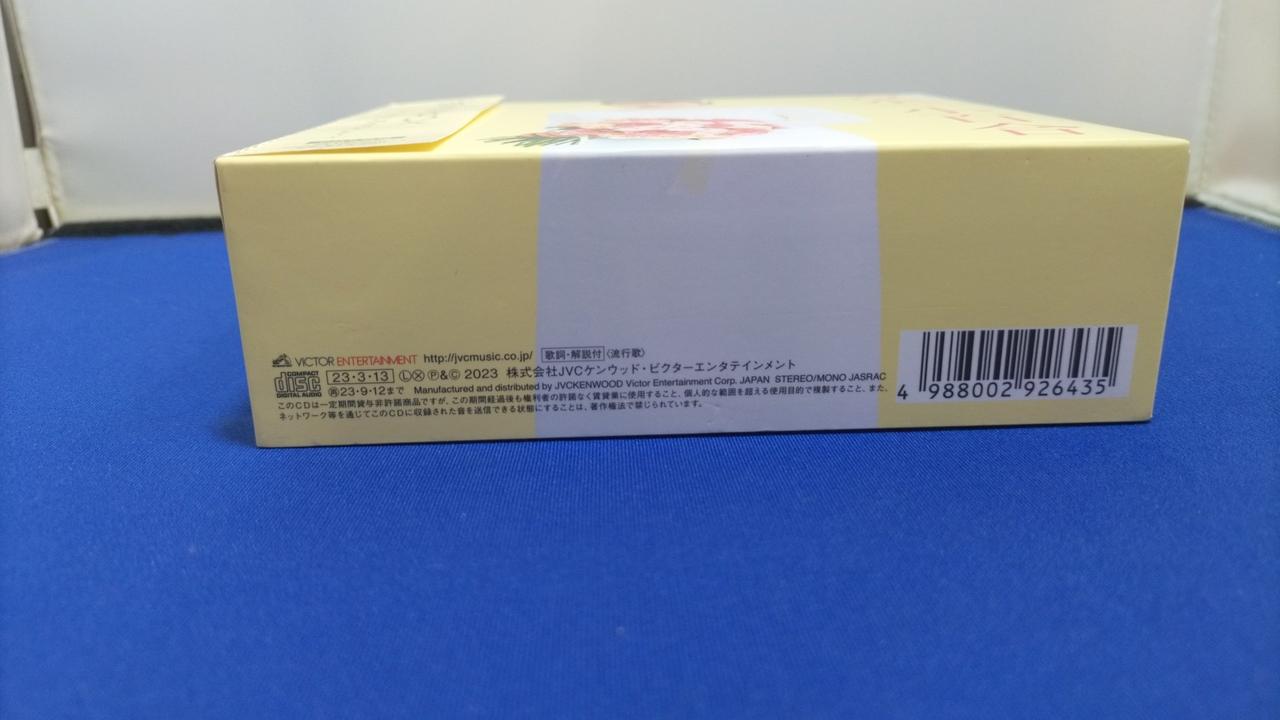 VICTOR ENTERTAINMENT http://jvcmusic.co.jp/ 歌詞・解説付〈流行歌〉
COMPACT disc DIGITAL AUDIO
23・3・13 Ⓛ Ⓧ Ⓟ&© 2023 株式会社JVCケンウッド・ビクターエンタテインメント
㊢23・9・12まで Manufactured and distributed by JVCKENWOOD Victor Entertainment Corp. JAPAN STEREO/MONO JASRAC
このCDは一定期間貸与非許諾商品ですが、この期間経過後も権利者の許諾なく賃貸業に使用すること、個人的な範囲を超える使用目的で複製すること、また、
ネットワーク等を通じてこのCDに収録された音を送信できる状態にすることは、著作権法で禁じられています。
4 988002 926435